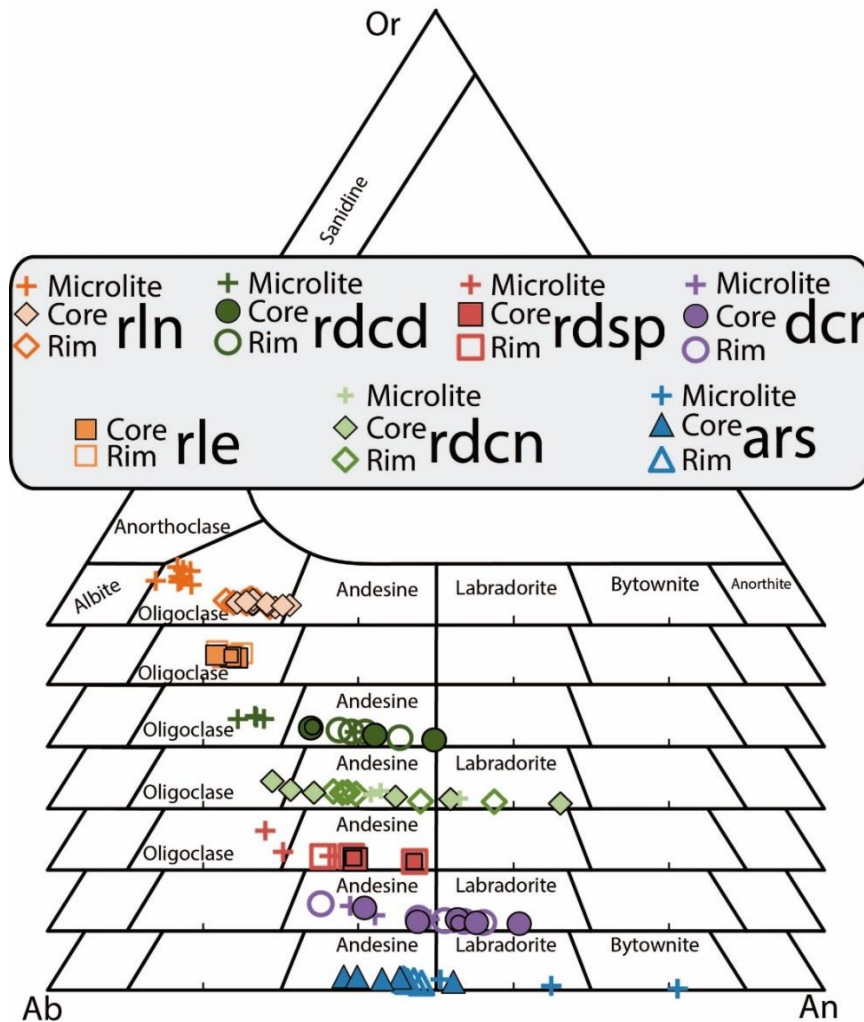 Or
Sanidine
Microlite Microlite Microlite Microlite
Core Core Core Core
Rim Rim Rim Rim
rln rdcd rdsp dcr
Microlite Microlite
Core Core Core
Rim Rim Rim
rle rdcn ars
Anorthoclase
Albite Oligoclase Andesine Labradorite Bytownite Anorthite
Oligoclase
Andesine
Oligoclase
Andesine Labradorite
Oligoclase
Andesine
Oligoclase
Andesine Labradorite
Andesine Labradorite Bytownite
Ab An